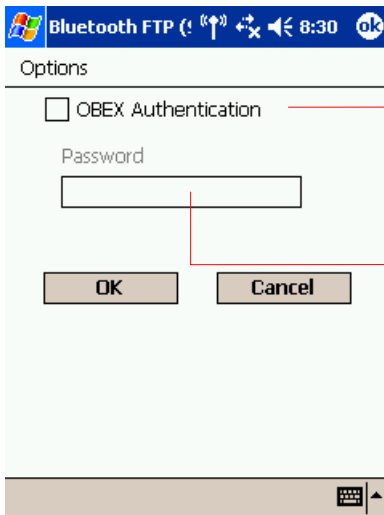 Bluetooth FTP (! 8:30 ok
Options
OBEX Authentication
Password
OK Cancel